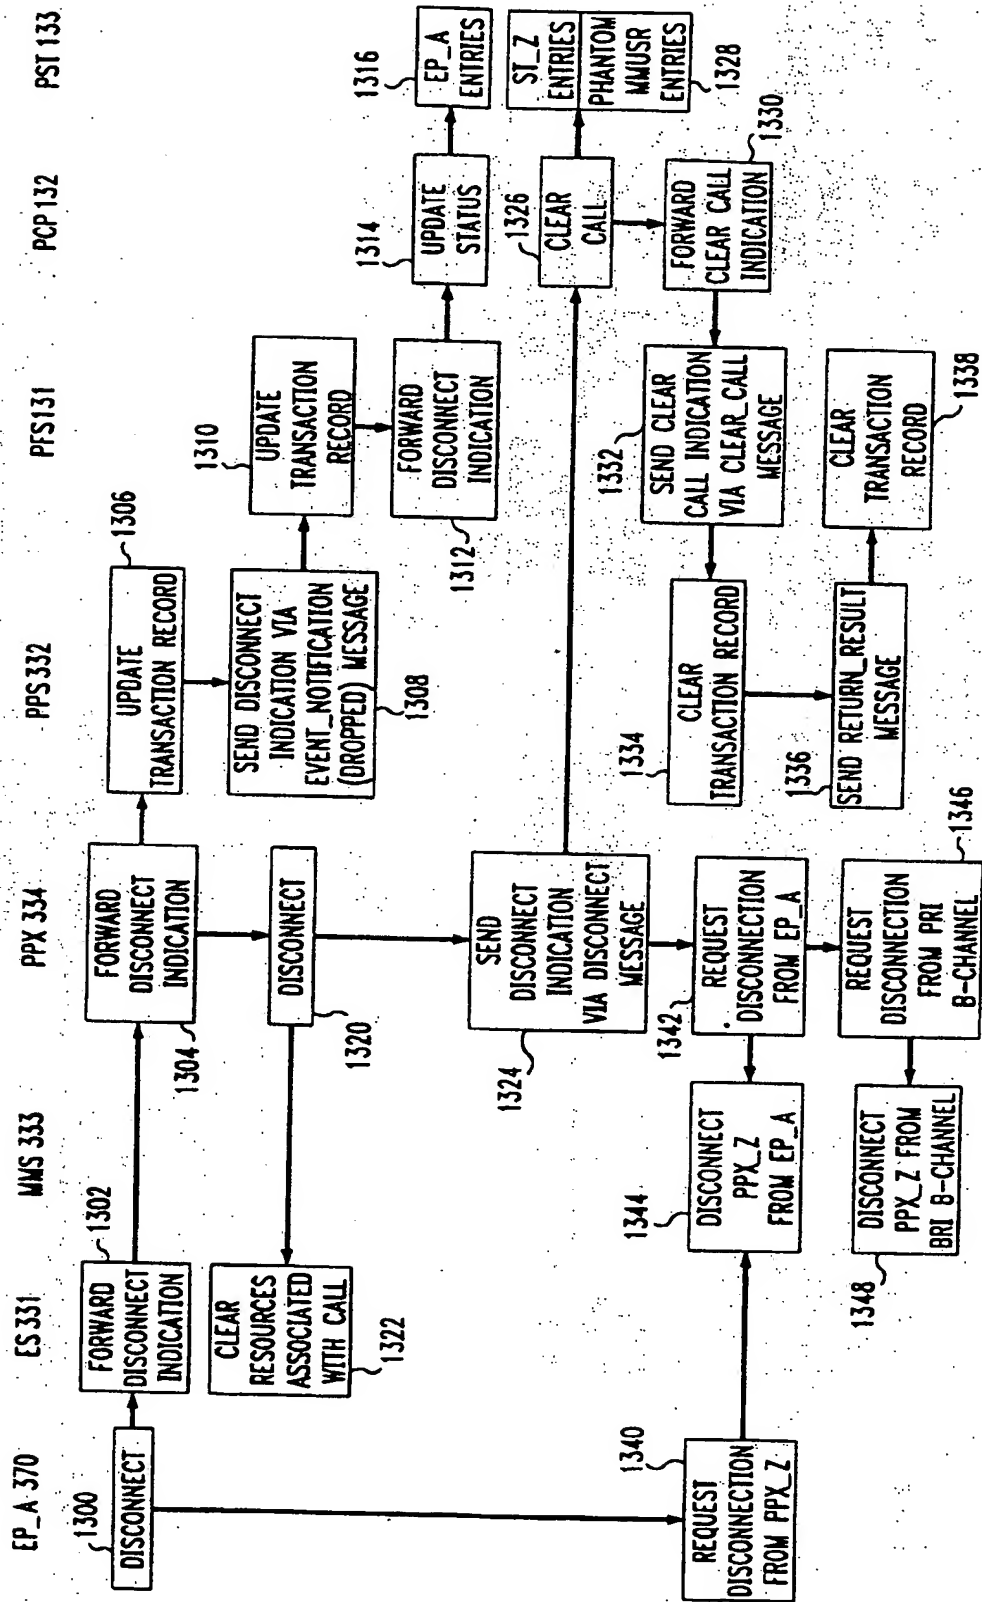 EP_A 370
ES 331
MMS 333
PPX 334
PPS 332
PFS 131
PCP 132
PST 133
1300
DISCONNECT
1302
FORWARD
DISCONNECT
INDICATION
1304
FORWARD
DISCONNECT
INDICATION
1306
UPDATE
TRANSACTION RECORD
SEND DISCONNECT
INDICATION VIA
EVENT_NOTIFICATION
(DROPPED) MESSAGE
1308
1310
UPDATE
TRANSACTION
RECORD
FORWARD
DISCONNECT
INDICATION
1312
1314
UPDATE
STATUS
1316
EP_A
ENTRIES
DISCONNECT
1320
CLEAR
RESOURCES
ASSOCIATED
WITH CALL
1322
SEND
DISCONNECT
INDICATION
VIA DISCONNECT
MESSAGE
1324
1326
CLEAR
CALL
ST_Z
ENTRIES
PHANTOM
MMUSR
ENTRIES
1328
FORWARD
CLEAR CALL
INDICATION
1330
1332
SEND CLEAR
CALL INDICATION
VIA CLEAR_CALL
MESSAGE
1334
CLEAR
TRANSACTION RECORD
1336
SEND RETURN_RESULT
MESSAGE
CLEAR
TRANSACTION
RECORD
1338
1340
REQUEST
DISCONNECTION
FROM PPX_Z
1342
REQUEST
DISCONNECTION
FROM EP_A
1344
DISCONNECT
PPX_Z
FROM EP_A
REQUEST
DISCONNECTION
FROM PRI
B-CHANNEL
1346
DISCONNECT
PPX_Z FROM
BRI B-CHANNEL
1348